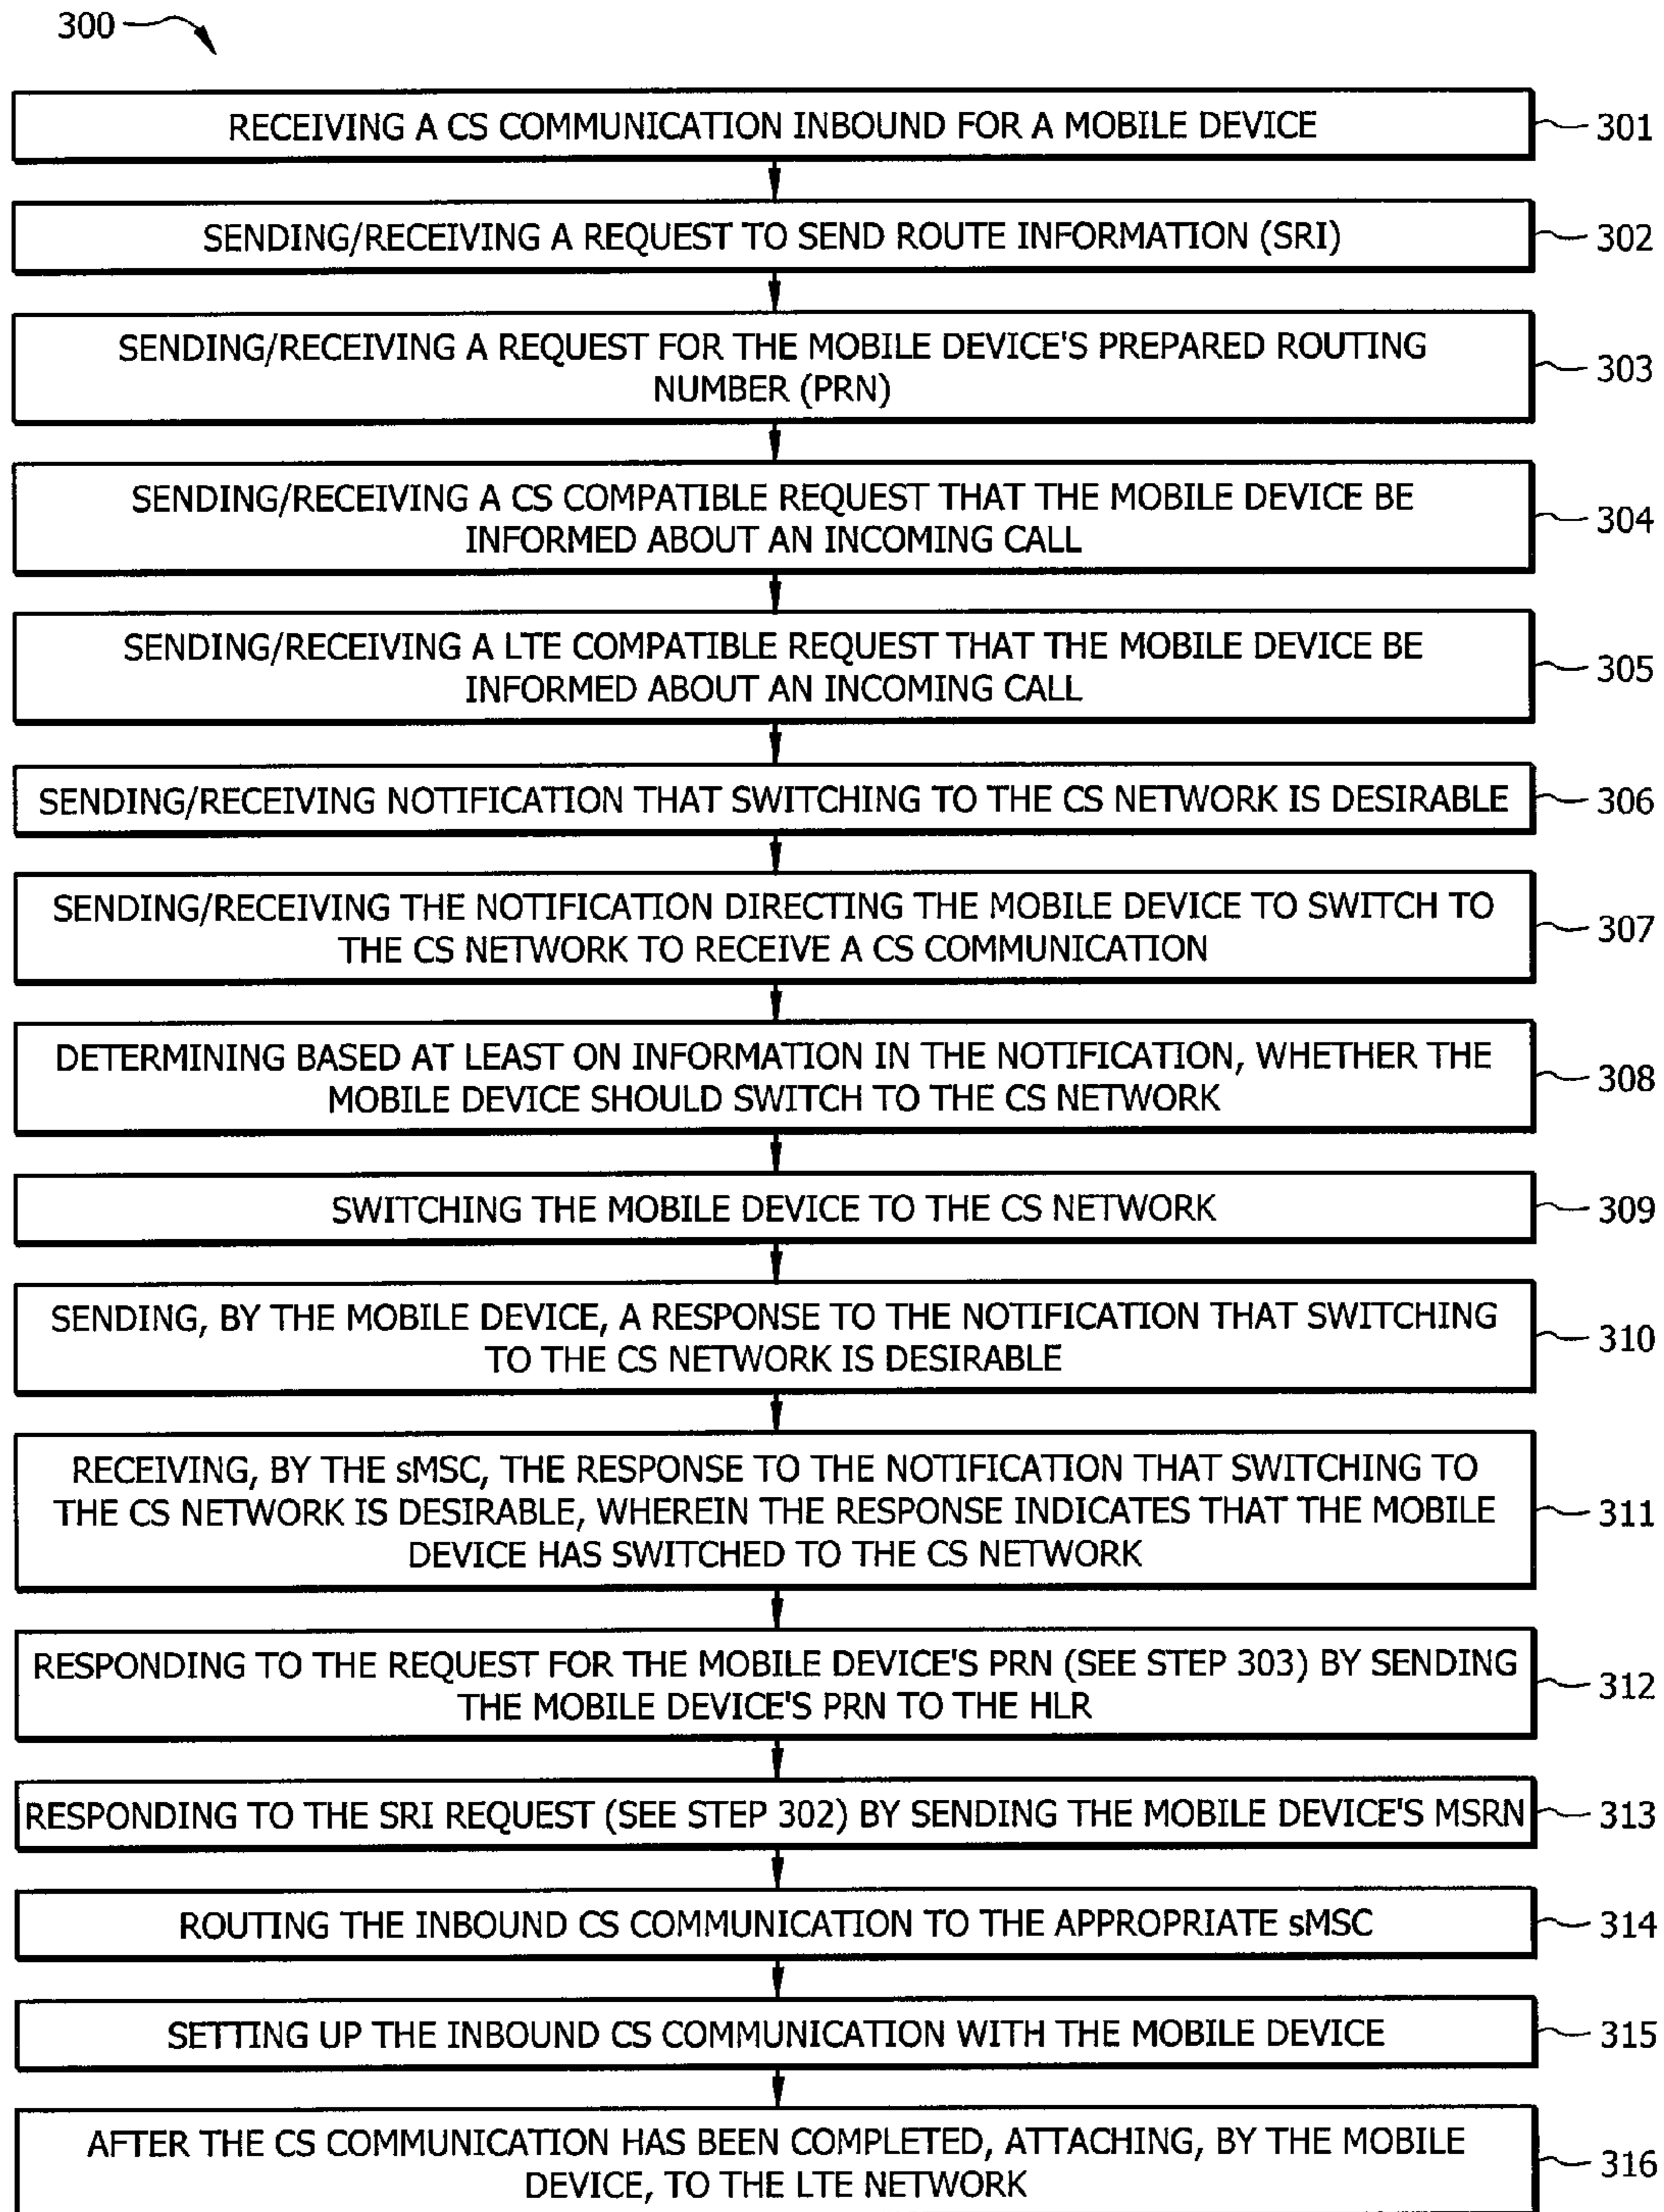 300
RECEIVING A CS COMMUNICATION INBOUND FOR A MOBILE DEVICE
301
SENDING/RECEIVING A REQUEST TO SEND ROUTE INFORMATION (SRI)
302
SENDING/RECEIVING A REQUEST FOR THE MOBILE DEVICE'S PREPARED ROUTING
NUMBER (PRN)
303
SENDING/RECEIVING A CS COMPATIBLE REQUEST THAT THE MOBILE DEVICE BE
INFORMED ABOUT AN INCOMING CALL
304
SENDING/RECEIVING A LTE COMPATIBLE REQUEST THAT THE MOBILE DEVICE BE
INFORMED ABOUT AN INCOMING CALL
305
SENDING/RECEIVING NOTIFICATION THAT SWITCHING TO THE CS NETWORK IS DESIRABLE
306
SENDING/RECEIVING THE NOTIFICATION DIRECTING THE MOBILE DEVICE TO SWITCH TO
THE CS NETWORK TO RECEIVE A CS COMMUNICATION
307
DETERMINING BASED AT LEAST ON INFORMATION IN THE NOTIFICATION, WHETHER THE
MOBILE DEVICE SHOULD SWITCH TO THE CS NETWORK
308
SWITCHING THE MOBILE DEVICE TO THE CS NETWORK
309
SENDING, BY THE MOBILE DEVICE, A RESPONSE TO THE NOTIFICATION THAT SWITCHING
TO THE CS NETWORK IS DESIRABLE
310
RECEIVING, BY THE sMSC, THE RESPONSE TO THE NOTIFICATION THAT SWITCHING TO
THE CS NETWORK IS DESIRABLE, WHEREIN THE RESPONSE INDICATES THAT THE MOBILE
DEVICE HAS SWITCHED TO THE CS NETWORK
311
RESPONDING TO THE REQUEST FOR THE MOBILE DEVICE'S PRN (SEE STEP 303) BY SENDING
THE MOBILE DEVICE'S PRN TO THE HLR
312
RESPONDING TO THE SRI REQUEST (SEE STEP 302) BY SENDING THE MOBILE DEVICE'S MSRN
313
ROUTING THE INBOUND CS COMMUNICATION TO THE APPROPRIATE sMSC
314
SETTING UP THE INBOUND CS COMMUNICATION WITH THE MOBILE DEVICE
315
AFTER THE CS COMMUNICATION HAS BEEN COMPLETED, ATTACHING, BY THE MOBILE
DEVICE, TO THE LTE NETWORK
316